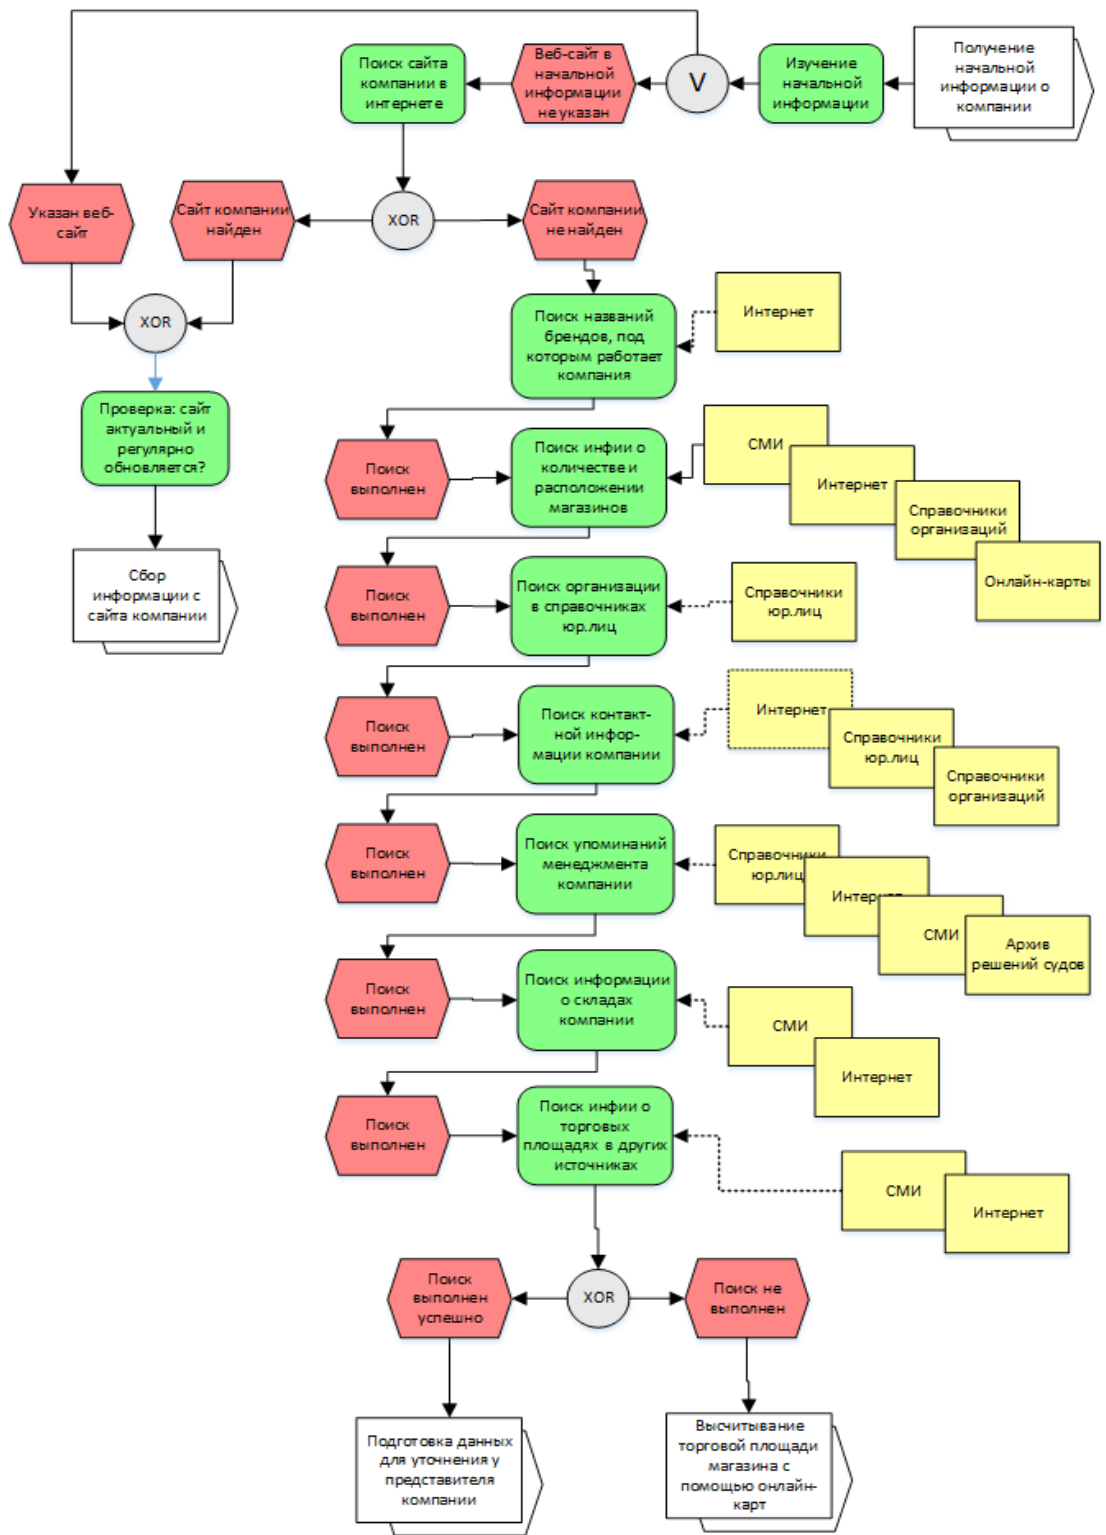 Получение
начальной
информации о
компании
Изучение
начальной
информации
V
Веб-сайт в
начальной
информации
не указан
Поиск сайта
компании в
интернете
Указан веб-
сайт
Сайт компании
найден
XOR
Сайт компании
не найден
XOR
Проверка: сайт
актуальный и
регулярно
обновляется?
Сбор
информации с
сайта компании
Поиск названий
брендов, под
которым работает
компания
Интернет
Поиск
выполнен
Поиск инфии о
количестве и
расположении
магазинов
СМИ
Интернет
Справочники
организаций
Онлайн-карты
Поиск
выполнен
Поиск организации
в справочниках
юр.лиц
Справочники
юр.лиц
Поиск
выполнен
Поиск контакт-
ной инфор-
мации компании
Интернет
Справочники
юр.лиц
Справочники
организаций
Поиск
выполнен
Поиск упоминаний
менеджмента
компании
Справочники
юр.лиц
Интернет
СМИ
Архив
решений судов
Поиск
выполнен
Поиск информации
о складах
компании
СМИ
Интернет
Поиск
выполнен
Поиск инфии о
торговых
площадях в других
источниках
СМИ
Интернет
Поиск
выполнен
успешно
XOR
Поиск не
выполнен
Подготовка данных
для уточнения у
представителя
компании
Высчитывание
торговой площади
магазина с
помощью онлайн-
карт